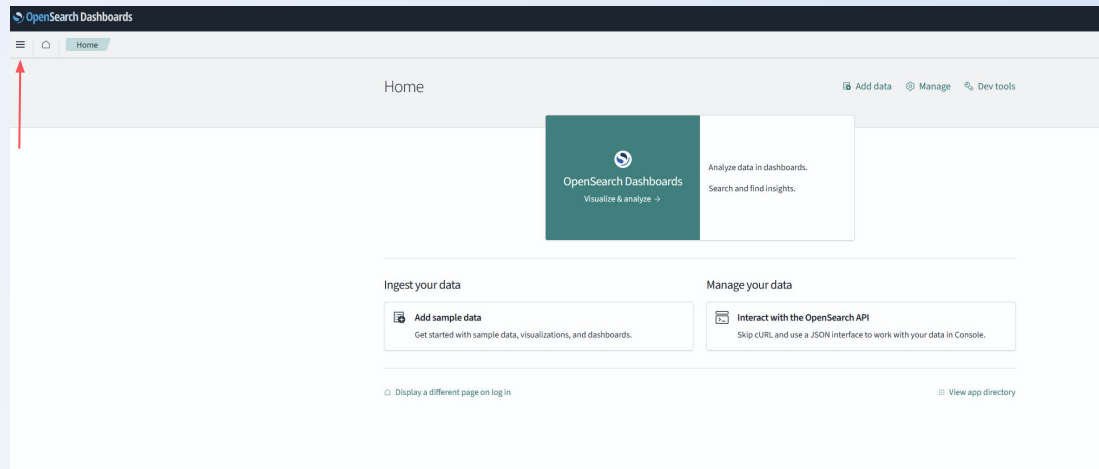 OpenSearch Dashboards
Home
Home
Add data Manage Dev tools
OpenSearch Dashboards
Visualize & analyze →
Analyze data in dashboards.
Search and find insights.
Ingest your data
Manage your data
Add sample data
Get started with sample data, visualizations, and dashboards.
Interact with the OpenSearch API
Skip cURL and use a JSON interface to work with your data in Console.
Display a different page on log in
View app directory